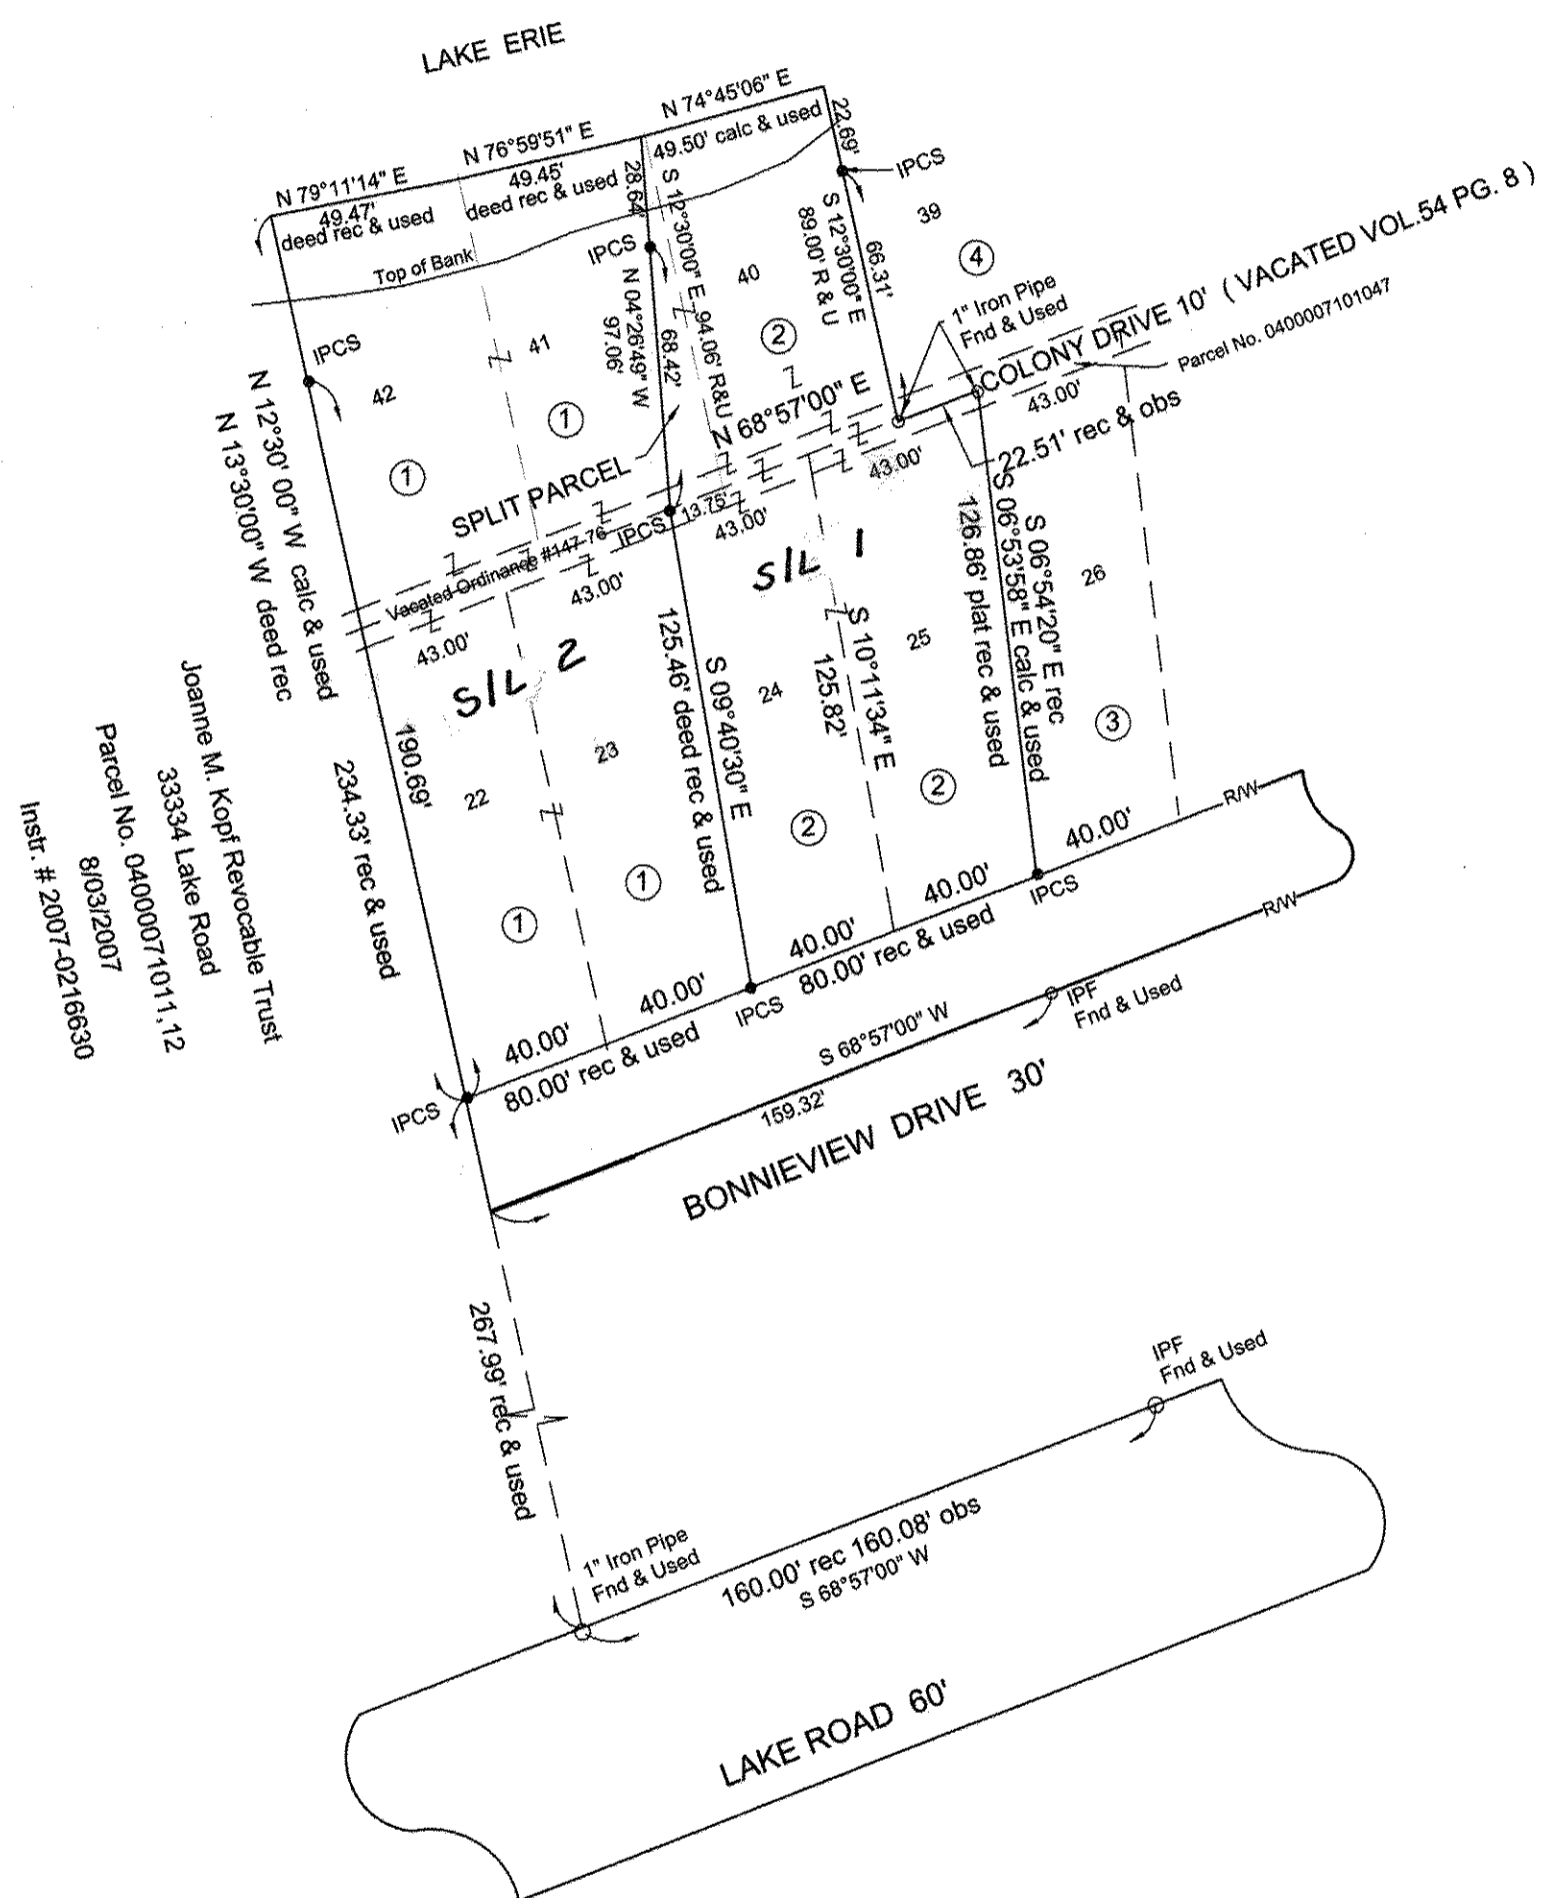 LAKE ERIE
N 74°45'06" E
49.50' calc & used
22.69'
N 76°59'51" E
49.45'
deed rec & used
28.64'
N 79°11'14" E
49.47'
deed rec & used
IPCS
39
4
Top of Bank
IPCS
S 12°30'00" E 94.06' R&U
40
2
S 12°30'00" E
89.00' R & U
66.31'
1" Iron Pipe
Fnd & Used
COLONY DRIVE 10' ( VACATED VOL.54 PG. 8 )
Parcel No. 0400007101047
IPCS
42
1
41
1
N 04°26'49" W
97.06'
68.42'
N 68°57'00" E
43.00'
22.51' rec & obs
N 12°30' 00" W calc & used
N 13°30'00" W deed rec
SPLIT PARCEL
Vacated Ordinance #147-76
IPCS
13.75'
43.00'
43.00'
43.00'
43.00'
S/L 1
S/L 2
125.46' deed rec & used
S 09°40'30" E
24
125.82'
S 10°11'34" E
25
126.86' plat rec & used
S 06°53'58" E calc & used
S 06°54'20" E rec
26
3
2
2
22
23
1
1
190.69'
234.33' rec & used
Joanne M. Kopf Revocable Trust
33334 Lake Road
Parcel No. 0400071011,12
8/03/2007
Instr. # 2007-0216630
R/W
40.00'
IPCS
40.00'
40.00'
80.00' rec & used
R/W
IPCS
40.00'
40.00'
80.00' rec & used
IPCS
IPF
Fnd & Used
S 68°57'00" W
159.32'
BONNIEVIEW DRIVE 30'
267.99' rec & used
IPF
Fnd & Used
1" Iron Pipe
Fnd & Used
160.00' rec 160.08' obs
S 68°57'00" W
LAKE ROAD 60'